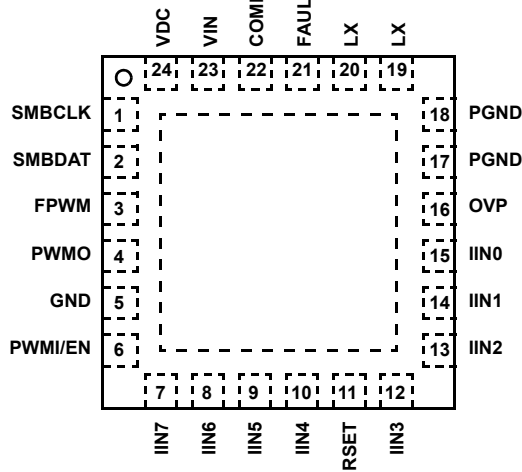 VDC
VIN
COMP
FAUL
LX
LX
24
23
22
21
20
19
SMBCLK 1
SMBDAT 2
FPWM 3
PWMO 4
GND 5
PWMI/EN 6
18 PGND
17 PGND
16 OVP
15 IIN0
14 IIN1
13 IIN2
7
8
9
10
11
12
IIN7
IIN6
IIN5
IIN4
RSET
IIN3